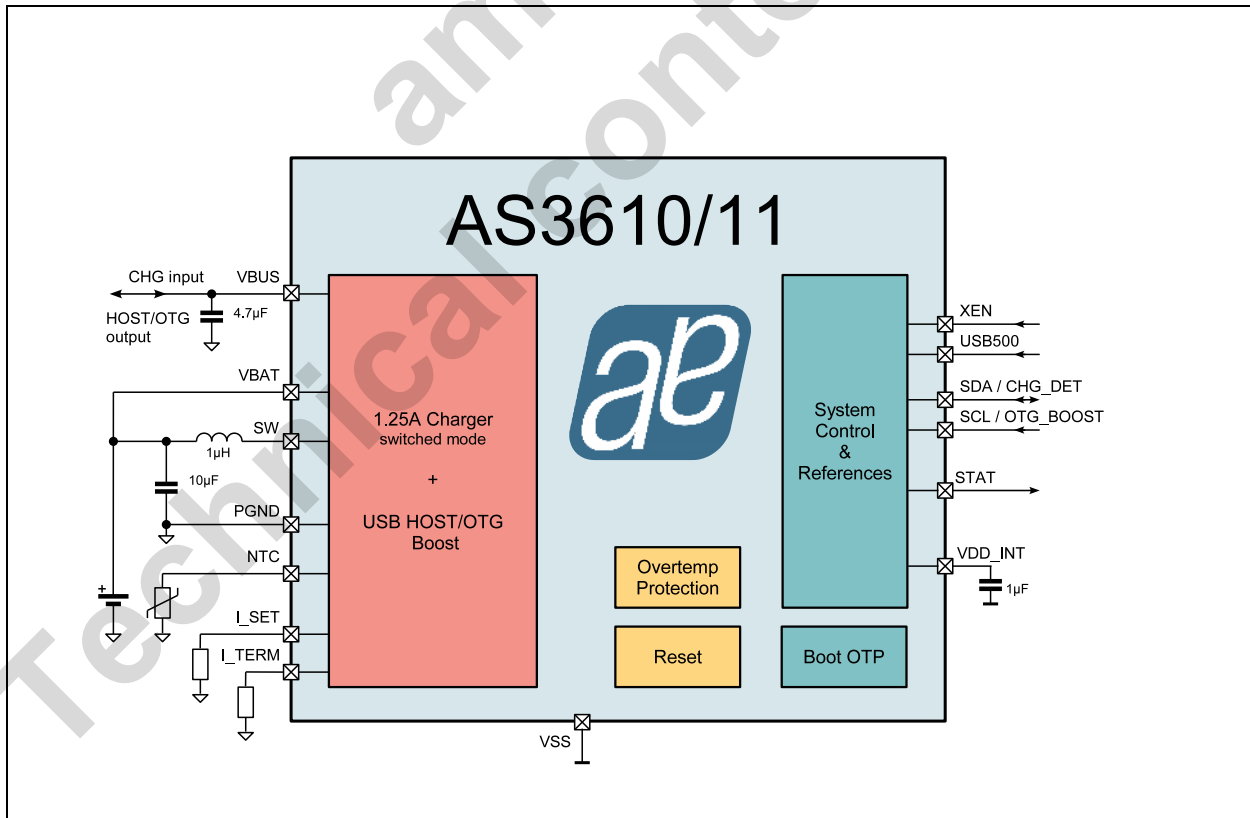 AS3610/11
CHG input
VBUS
4.7µF
HOST/OTG
output
VBAT
SW
1µH
10µF
PGND
NTC
+
I_SET
I_TERM
1.25A Charger
switched mode
+
USB HOST/OTG
Boost
ae
Overtemp
Protection
Reset
System
Control
&
References
Boot OTP
XEN
USB500
SDA / CHG_DET
SCL / OTG_BOOST
STAT
VDD_INT
1µF
VSS
am
Technical conte